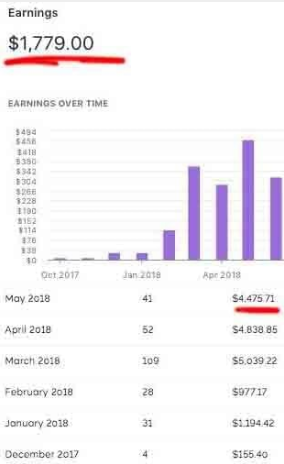 Earnings
$1,779.00
EARNINGS OVER TIME
$494
$456
$418
$380
$342
$304
$266
$228
$190
$152
$114
$76
$38
$0
Oct 2017 Jan 2018 Apr 2018
May 2018 41 $4,475.71
April 2018 52 $4,838.85
March 2018 109 $5,039.22
February 2018 28 $977.17
January 2018 31 $1,194.42
December 2017 4 $155.40